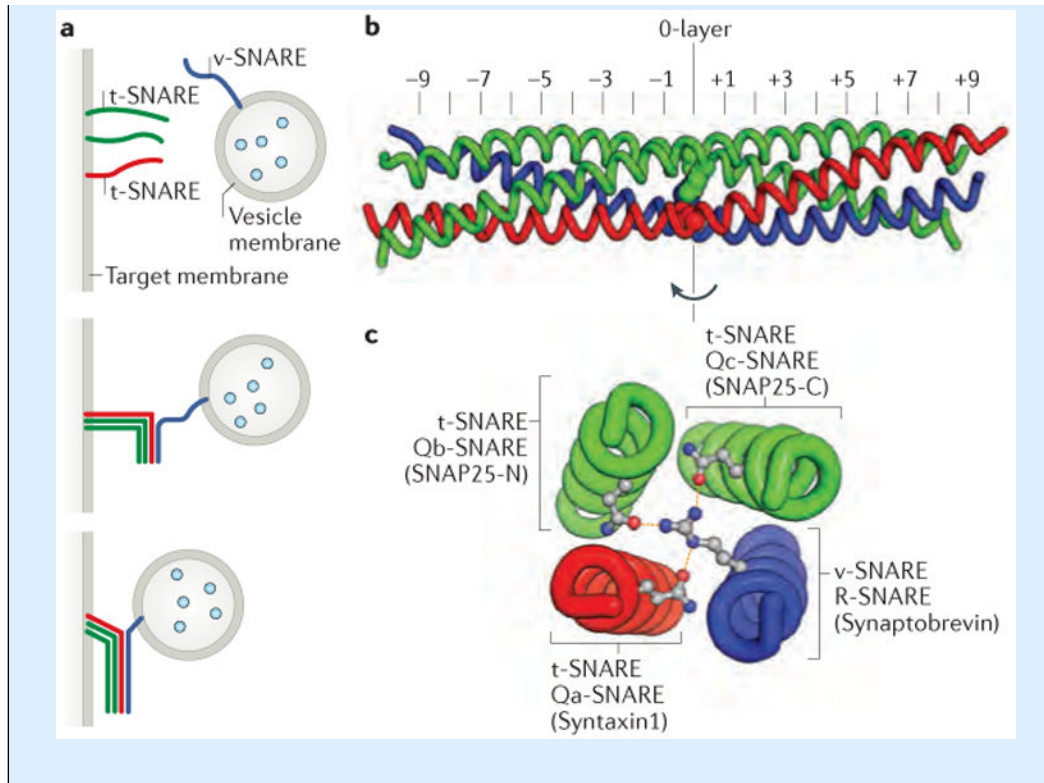 a
v-SNARE
t-SNARE
t-SNARE
Vesicle
membrane
Target membrane
b
0-layer
−9 −7 −5 −3 −1 +1 +3 +5 +7 +9
c
t-SNARE
Qc-SNARE
(SNAP25-C)
t-SNARE
Qb-SNARE
(SNAP25-N)
v-SNARE
R-SNARE
(Synaptobrevin)
t-SNARE
Qa-SNARE
(Syntaxin1)